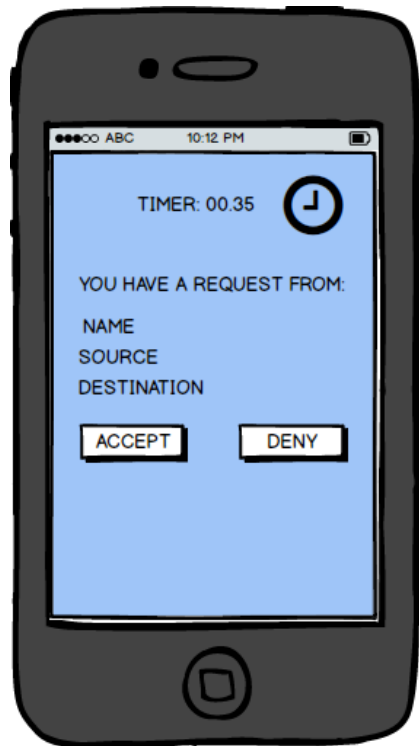 ABC 10:12 PM
TIMER: 00.35
YOU HAVE A REQUEST FROM:
NAME
SOURCE
DESTINATION
ACCEPT DENY